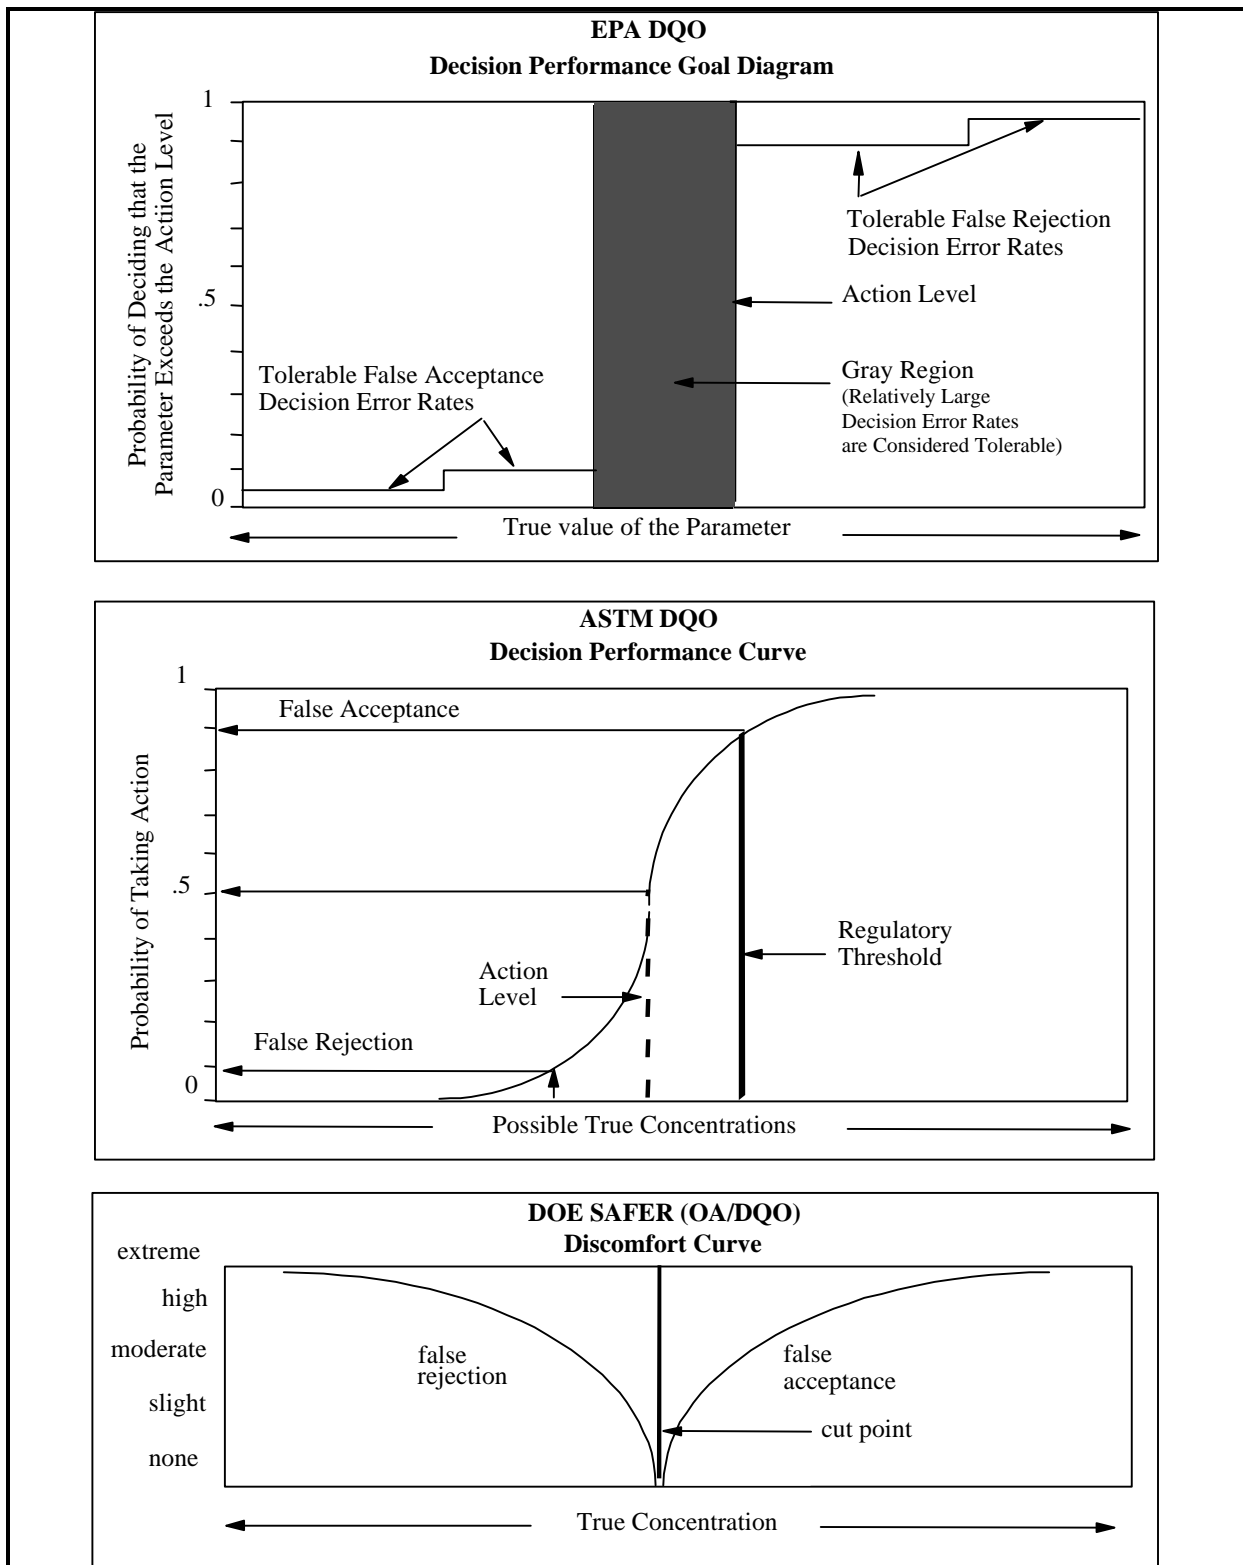 EPA DQO
Decision Performance Goal Diagram
Probability of Deciding that the
Parameter Exceeds the Actiion Level
1
.5
0
Tolerable False Rejection
Decision Error Rates
Action Level
Gray Region
(Relatively Large
Decision Error Rates
are Considered Tolerable)
Tolerable False Acceptance
Decision Error Rates
True value of the Parameter
ASTM DQO
Decision Performance Curve
Probability of Taking Action
1
.5
0
False Acceptance
Regulatory
Threshold
Action
Level
False Rejection
Possible True Concentrations
DOE SAFER (OA/DQO)
Discomfort Curve
extreme
high
moderate
slight
none
false
rejection
false
acceptance
cut point
True Concentration